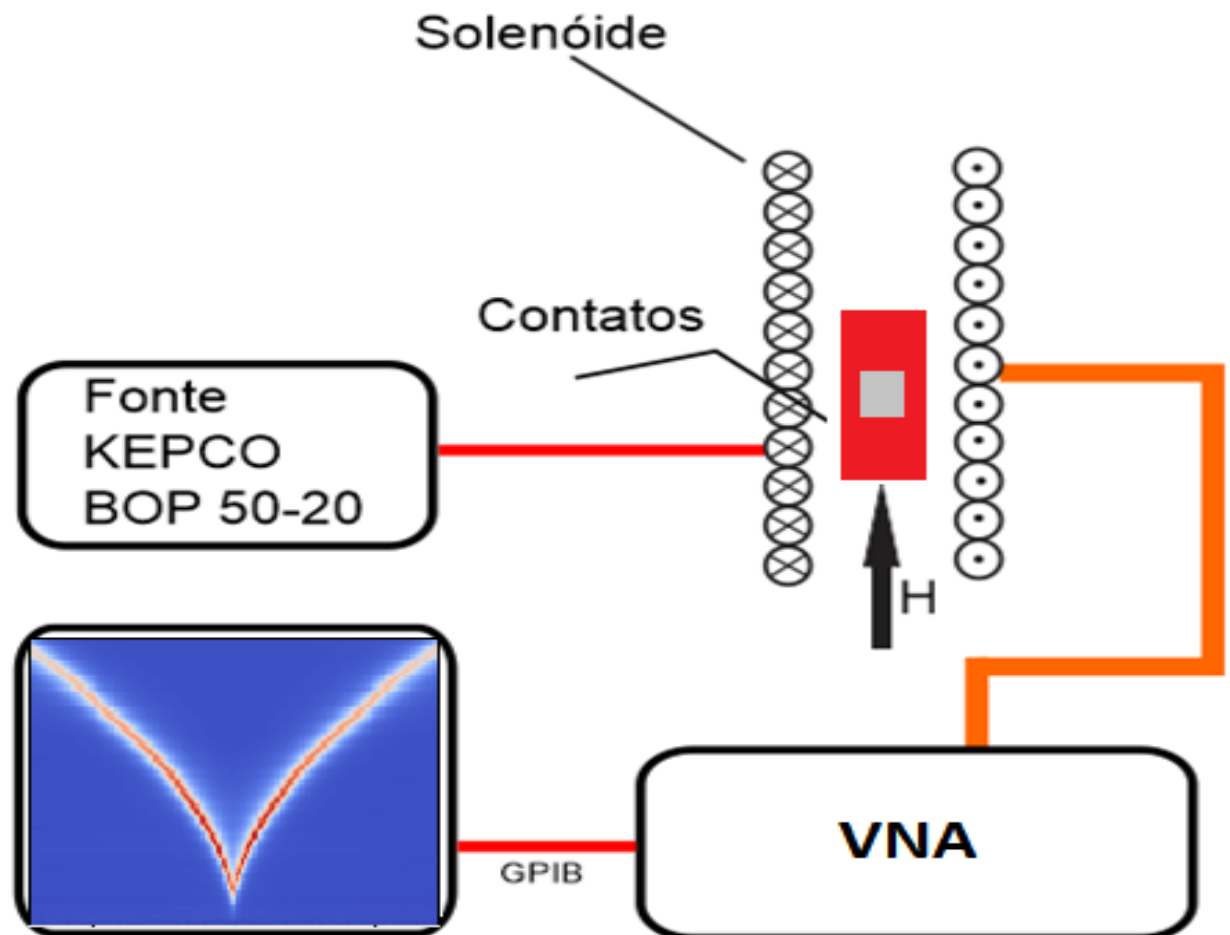 Solenóide
Contatos
Fonte
KEPCO
BOP 50-20
H
GPIB
VNA